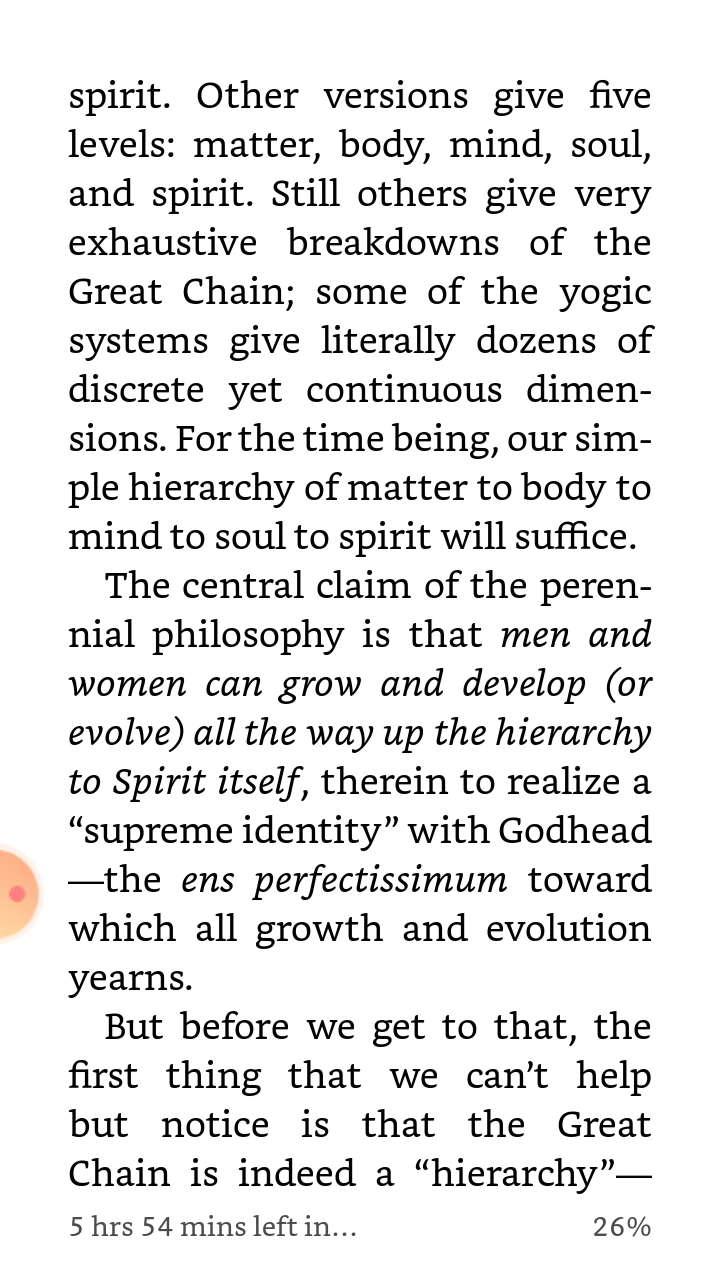 spirit. Other versions give five
levels: matter, body, mind, soul,
and spirit. Still others give very
exhaustive breakdowns of the
Great Chain; some of the yogic
systems give literally dozens of
discrete yet continuous dimen-
sions. For the time being, our sim-
ple hierarchy of matter to body to
mind to soul to spirit will suffice.
The central claim of the peren-
nial philosophy is that men and
women can grow and develop (or
evolve) all the way up the hierarchy
to Spirit itself, therein to realize a
“supreme identity” with Godhead
—the ens perfectissimum toward
which all growth and evolution
yearns.
But before we get to that, the
first thing that we can’t help
but notice is that the Great
Chain is indeed a “hierarchy”—
5 hrs 54 mins left in... 26%